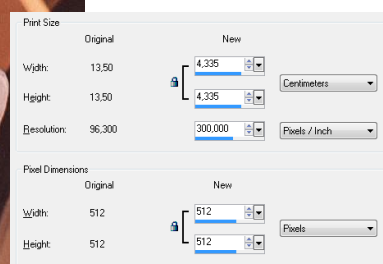 Print Size
Original New
Width: 13,50 4,335
Centimeters
Height: 13,50 4,335
Resolution: 96,300 300,000 Pixels / Inch
Pixel Dimensions
Original New
Width: 512 512
Pixels
Height: 512 512